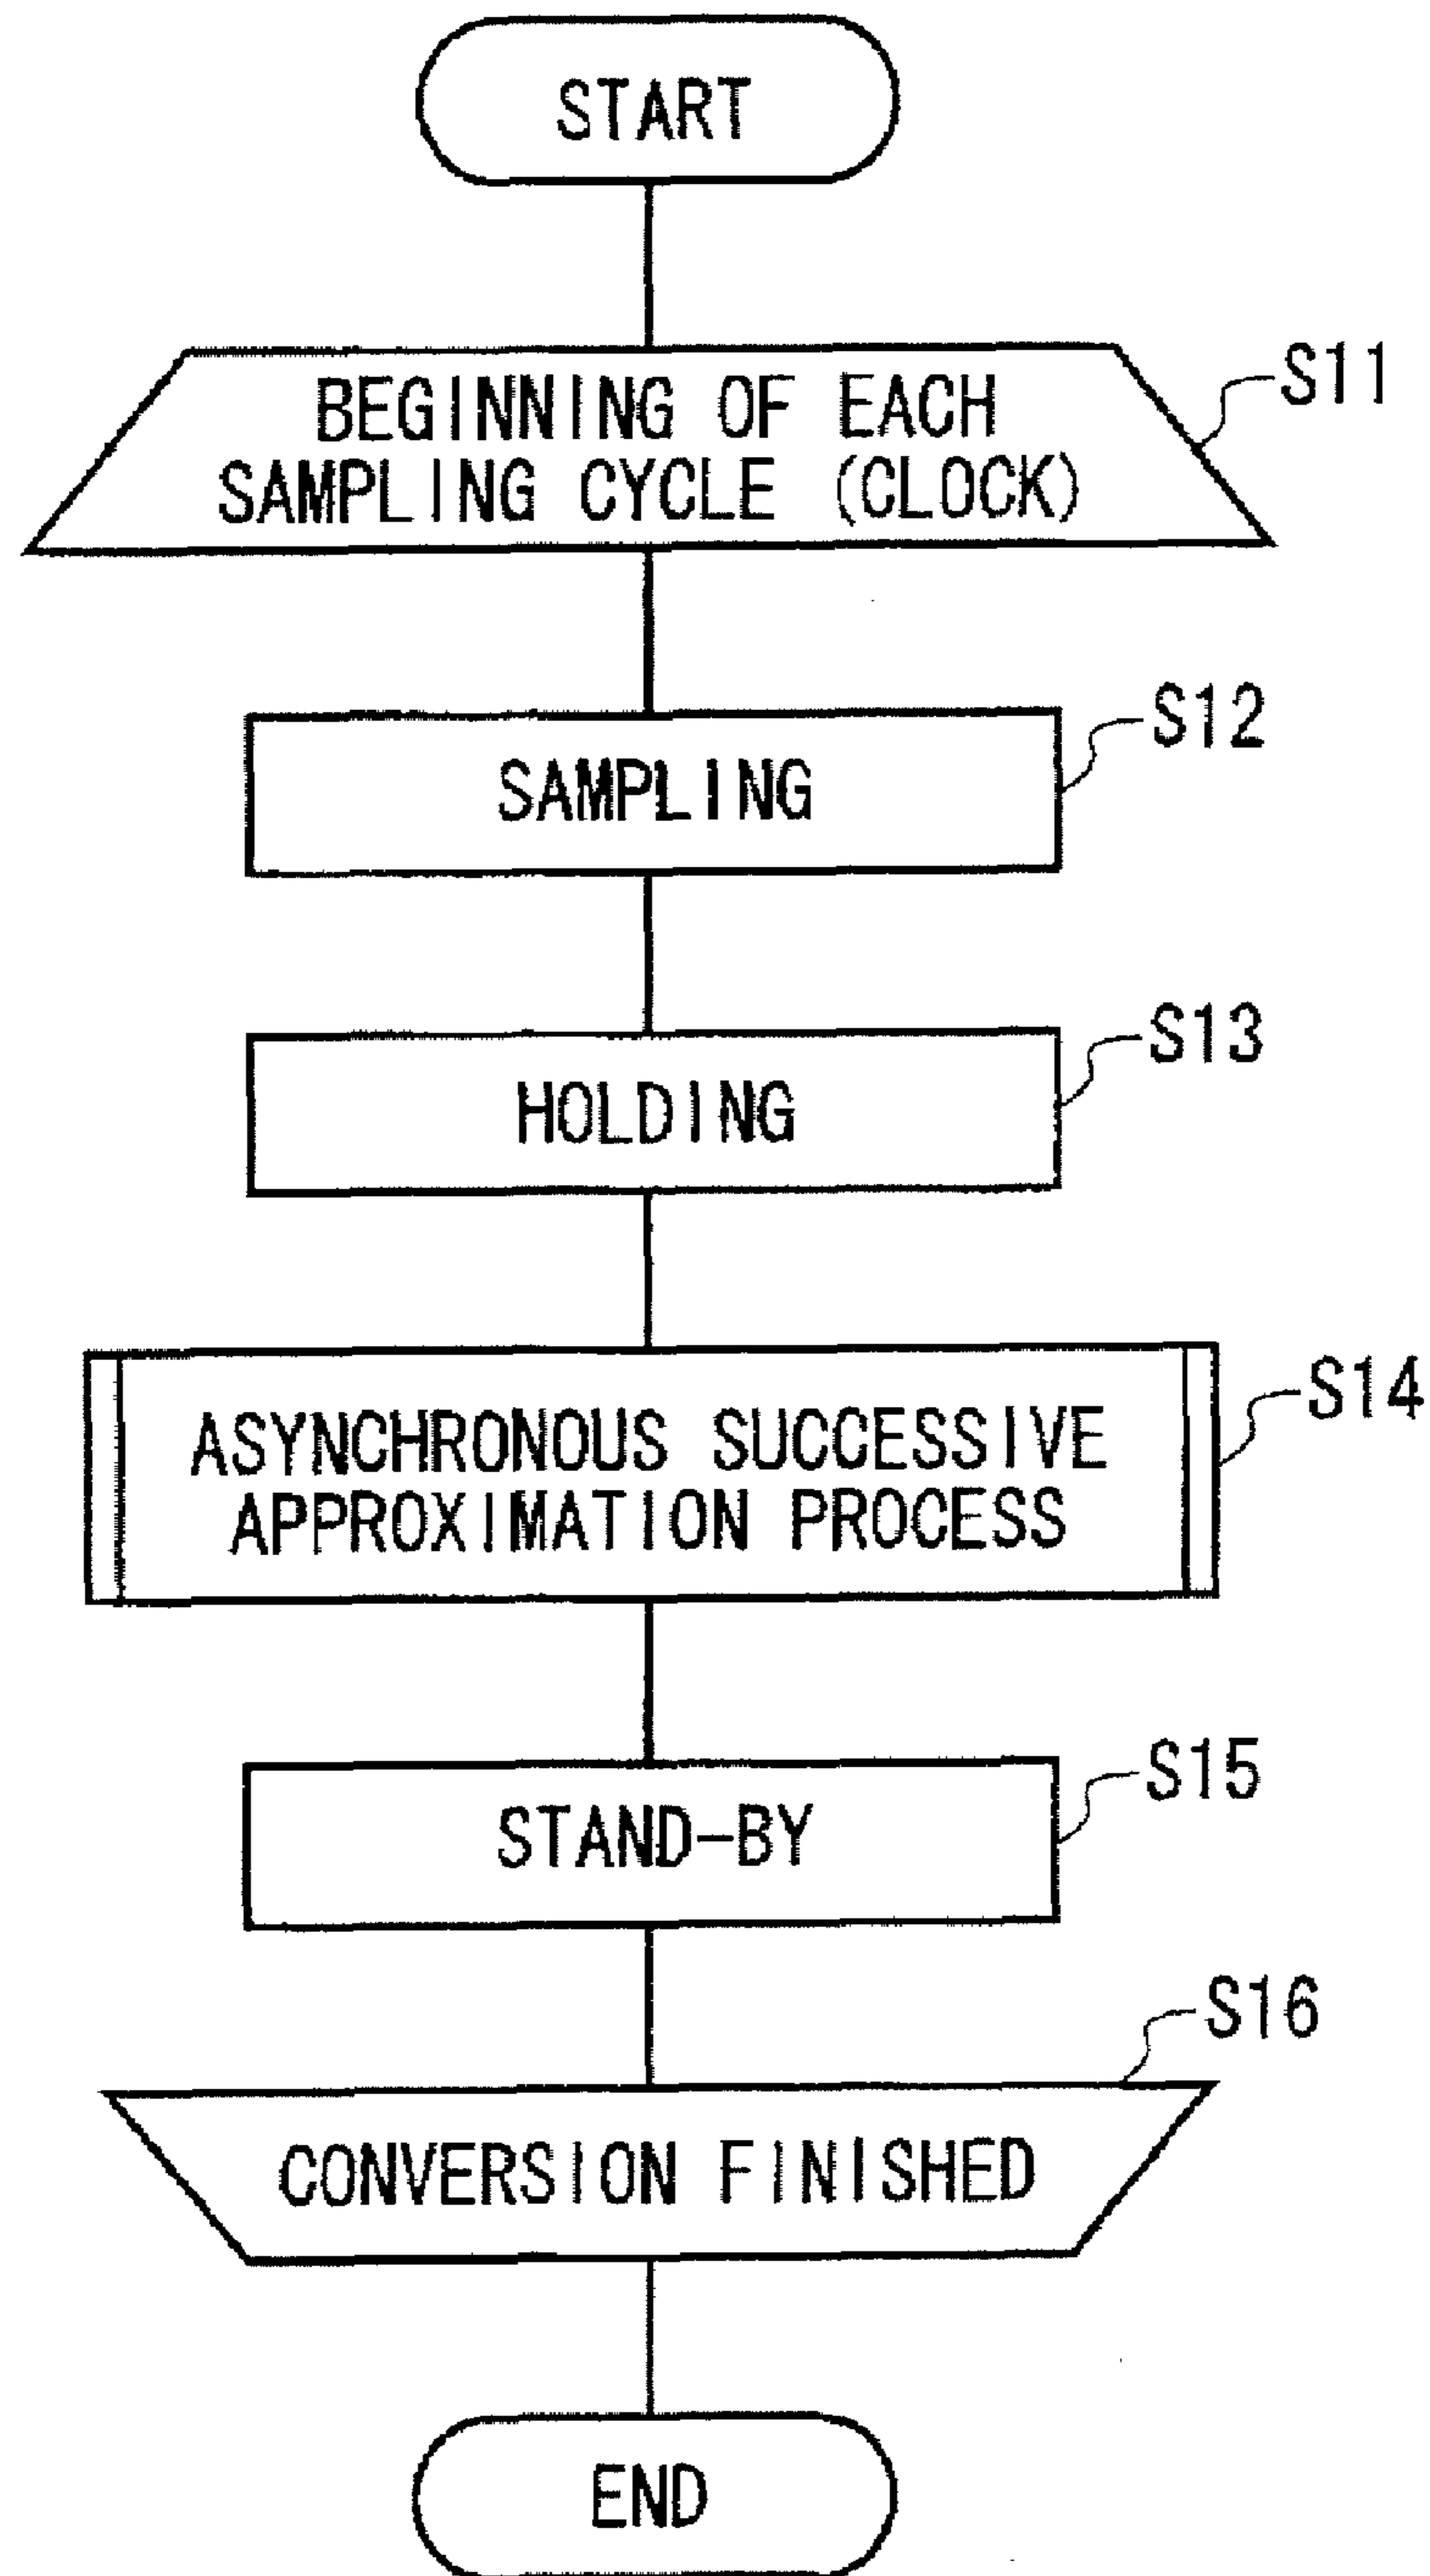 START
BEGINNING OF EACH
SAMPLING CYCLE (CLOCK)
S11
SAMPLING
S12
HOLDING
S13
ASYNCHRONOUS SUCCESSIVE
APPROXIMATION PROCESS
S14
STAND-BY
S15
CONVERSION FINISHED
S16
END